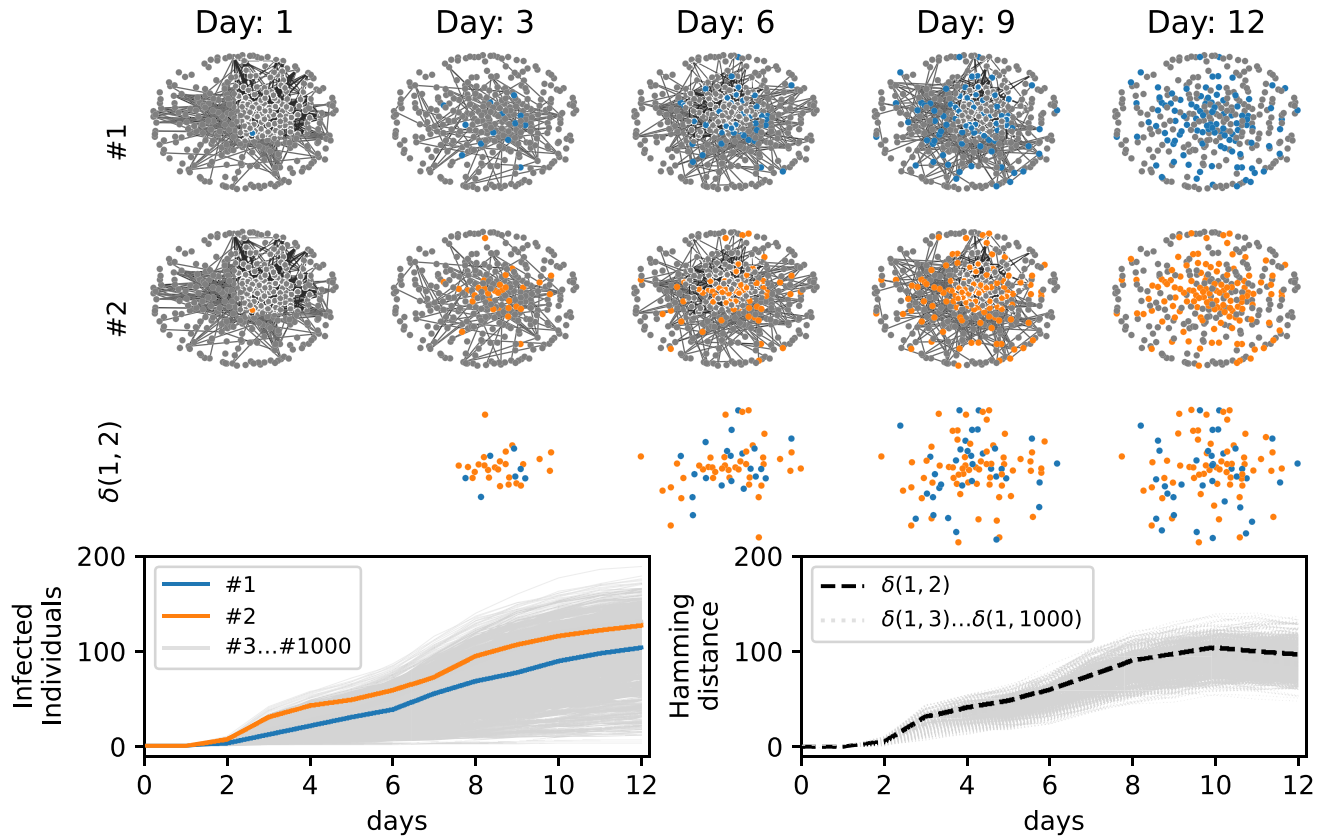 Day: 1 Day: 3 Day: 6 Day: 9 Day: 12
#1
#2
δ(1, 2)
Infected
Individuals
200
100
0
#1
#2
#3...#1000
0 2 4 6 8 10 12
days
Hamming
distance
200
100
0
δ(1, 2)
δ(1, 3)...δ(1, 1000)
0 2 4 6 8 10 12
days